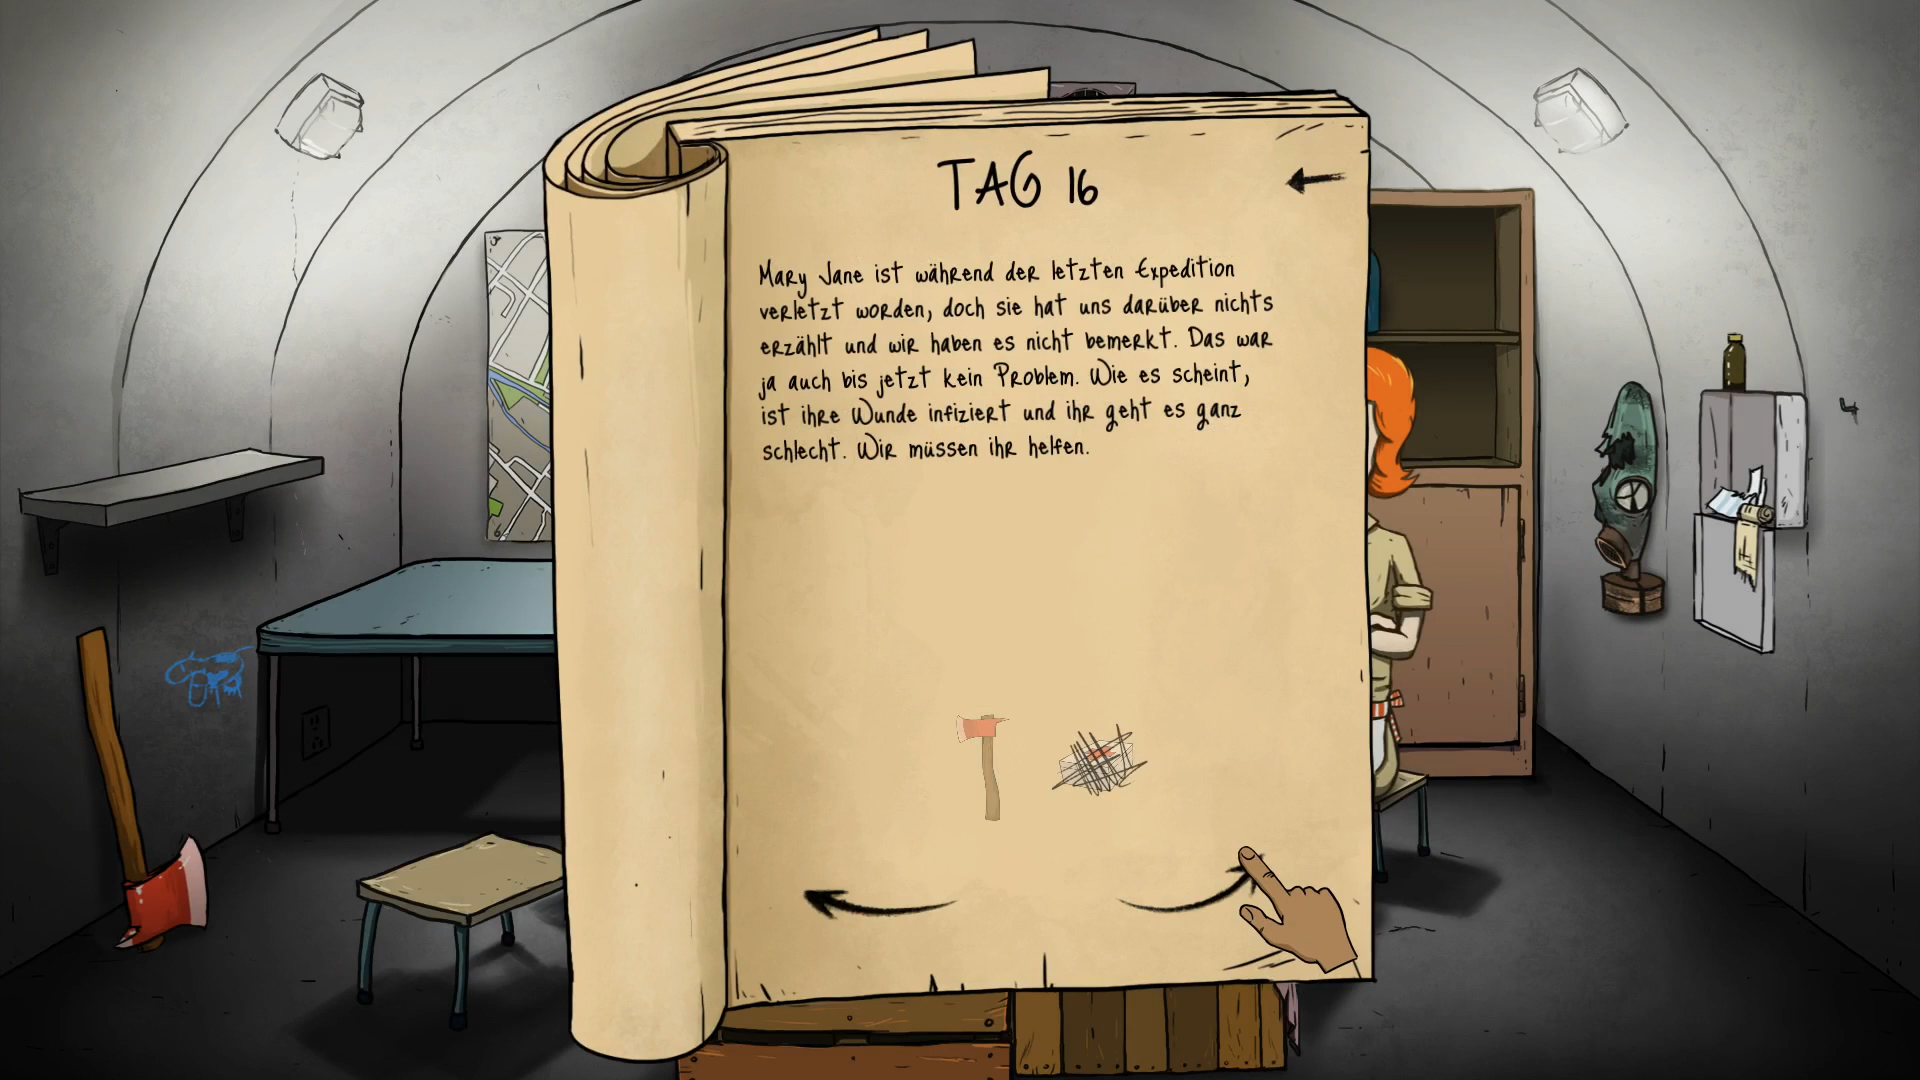 TAG 16
Mary Jane ist während der letzten Expedition
verletzt worden, doch sie hat uns darüber nichts
erzählt und wir haben es nicht bemerkt. Das war
ja auch bis jetzt kein Problem. Wie es scheint,
ist ihre Wunde infiziert und ihr geht es ganz
schlecht. Wir müssen ihr helfen.